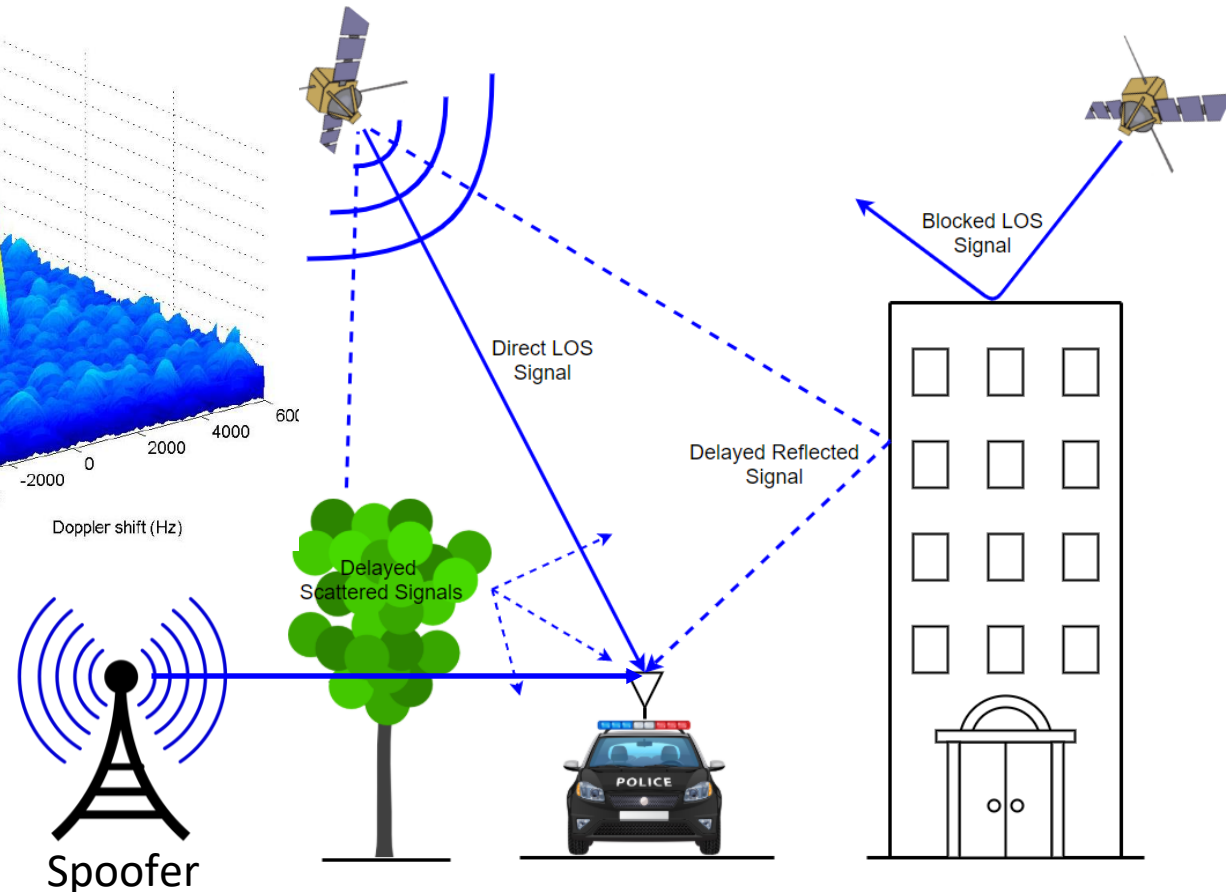 Blocked LOS
Signal
Direct LOS
Signal
Delayed Reflected
Signal
-2000
0
2000
4000
Doppler shift (Hz)
Delayed
Scattered Signals
POLICE
Spoofer